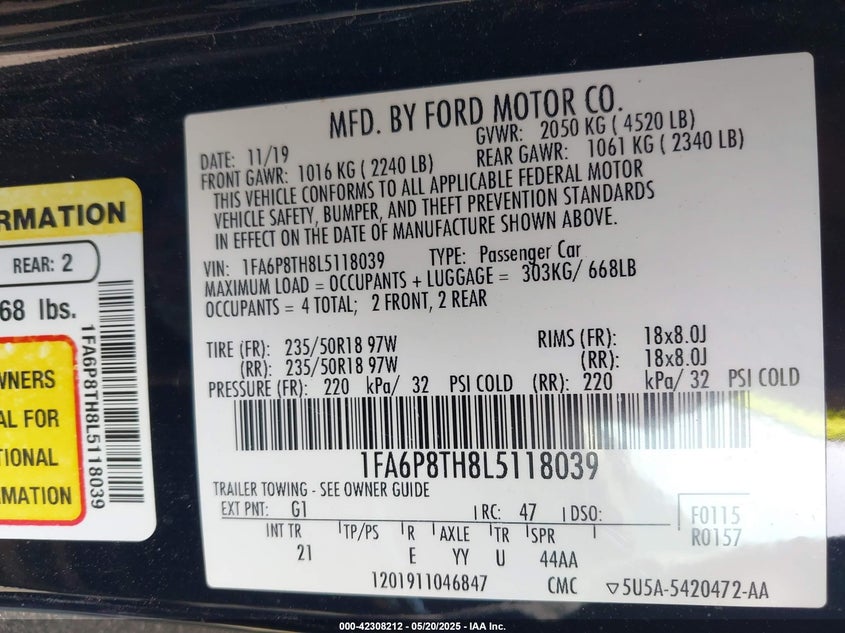 RMATION
REAR: 2
68 lbs.
WNERS
AL FOR
TIONAL
RMATION
1FA6P8TH8L5118039
MFD. BY FORD MOTOR CO.
DATE: 11/19 GVWR: 2050 KG ( 4520 LB)
FRONT GAWR: 1016 KG ( 2240 LB) REAR GAWR: 1061 KG ( 2340 LB)
THIS VEHICLE CONFORMS TO ALL APPLICABLE FEDERAL MOTOR
VEHICLE SAFETY, BUMPER, AND THEFT PREVENTION STANDARDS
IN EFFECT ON THE DATE OF MANUFACTURE SHOWN ABOVE.
VIN: 1FA6P8TH8L5118039 TYPE: Passenger Car
MAXIMUM LOAD = OCCUPANTS + LUGGAGE = 303KG/ 668LB
OCCUPANTS = 4 TOTAL; 2 FRONT, 2 REAR
TIRE (FR): 235/50R18 97W RIMS (FR): 18x8.0J
(RR): 235/50R18 97W (RR): 18x8.0J
PRESSURE (FR): 220 kPa/ 32 PSI COLD (RR): 220 kPa/ 32 PSI COLD
1FA6P8TH8L5118039
TRAILER TOWING - SEE OWNER GUIDE
EXT PNT: G1 RC: 47 DSO: F0115
R0157
INT TR TP/PS R AXLE TR SPR
21 E YY U 44AA
1201911046847 CMC ▽5U5A-5420472-AA
000-42308212 - 05/20/2025 - IAA Inc.